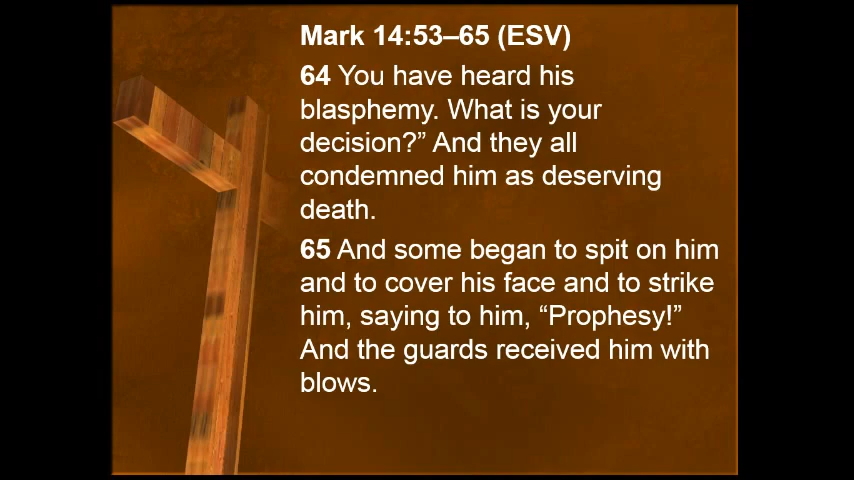 Mark 14:53–65 (ESV)
64 You have heard his
blasphemy. What is your
decision?” And they all
condemned him as deserving
death.
65 And some began to spit on him
and to cover his face and to strike
him, saying to him, “Prophesy!”
And the guards received him with
blows.